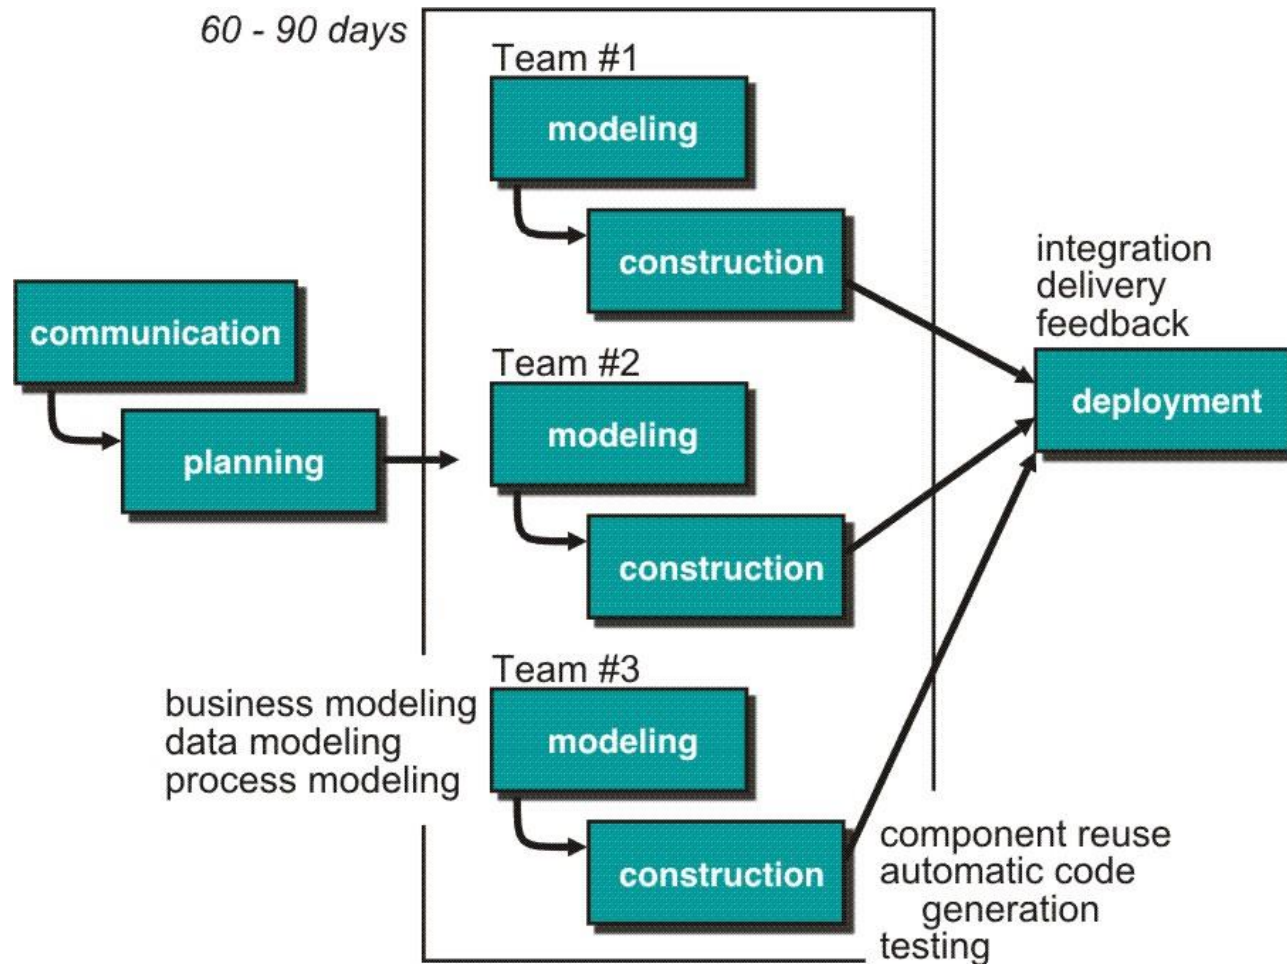 60 - 90 days
Team #1
modeling
construction
communication
planning
Team #2
modeling
construction
Team #3
modeling
construction
business modeling
data modeling
process modeling
component reuse
automatic code
generation
testing
integration
delivery
feedback
deployment